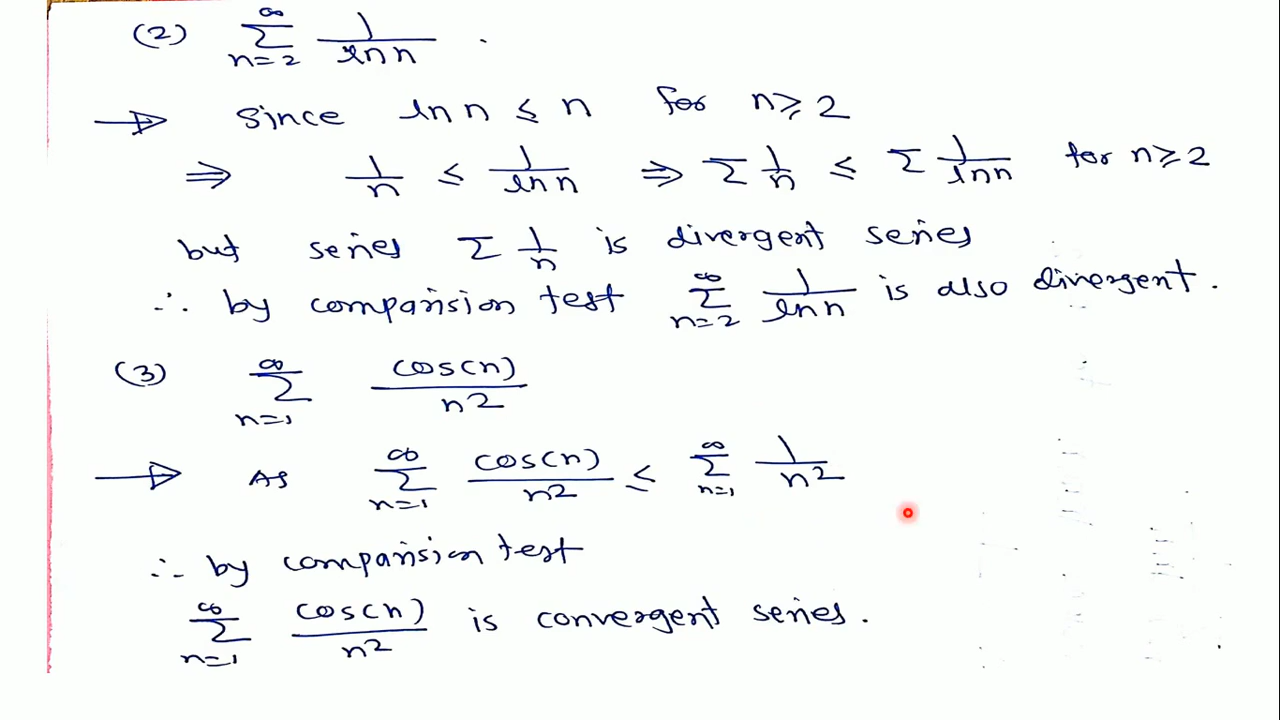 (2) ∞ Σ n=2 1/ln n .
→ Since ln n ≤ n for n ≥ 2
⇒ 1/n ≤ 1/ln n ⇒ Σ 1/n ≤ Σ 1/ln n for n ≥ 2
but series Σ 1/n is divergent series
∴ by comparision test ∞ Σ n=2 1/ln n is also divergent.
(3) ∞ Σ n=1 cos(n)/n²
→ As ∞ Σ n=1 cos(n)/n² ≤ ∞ Σ n=1 1/n²
∴ by comparision test
∞ Σ n=1 cos(n)/n² is convergent series.